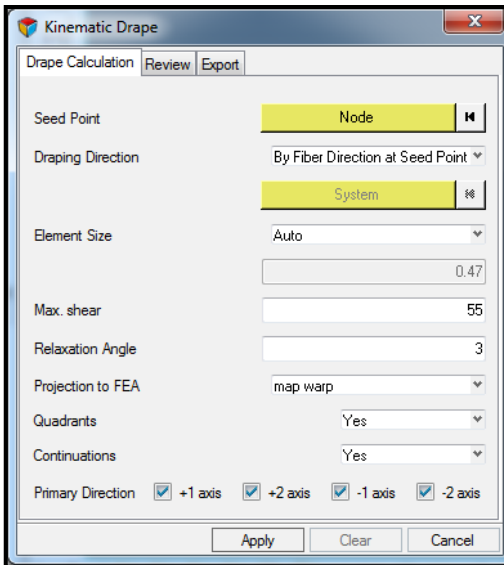 Kinematic Drape
Drape Calculation Review Export
Seed Point Node
Draping Direction By Fiber Direction at Seed Point
System
Element Size Auto
0.47
Max. shear 55
Relaxation Angle 3
Projection to FEA map warp
Quadrants Yes
Continuations Yes
Primary Direction +1 axis +2 axis -1 axis -2 axis
Apply Clear Cancel